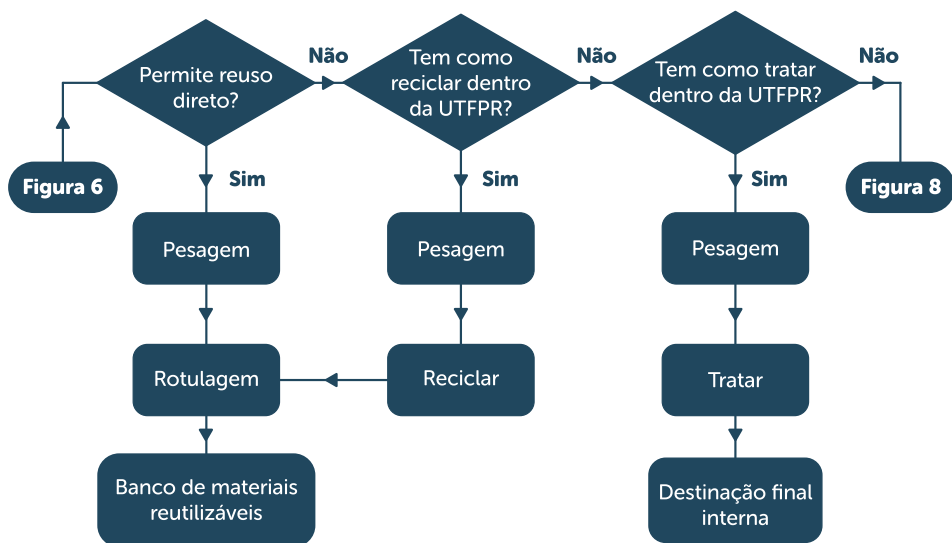 Permite reuso
direto?
Não
Tem como
reciclar dentro
da UTFPR?
Não
Tem como tratar
dentro da UTFPR?
Não
Figura 6
Sim
Sim
Sim
Figura 8
Pesagem
Pesagem
Pesagem
Rotulagem
Reciclar
Tratar
Banco de materiais
reutilizáveis
Destinação final
interna